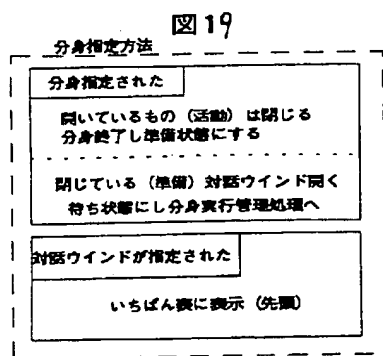 図19
分身指定方法
分身指定された
開いているもの（活動）は閉じる
分身終了し準備状態にする
閉じている（準備）対話ウインド開く
待ち状態にし分身実行管理処理へ
対話ウインドが指定された
いちばん表に表示（先頭）